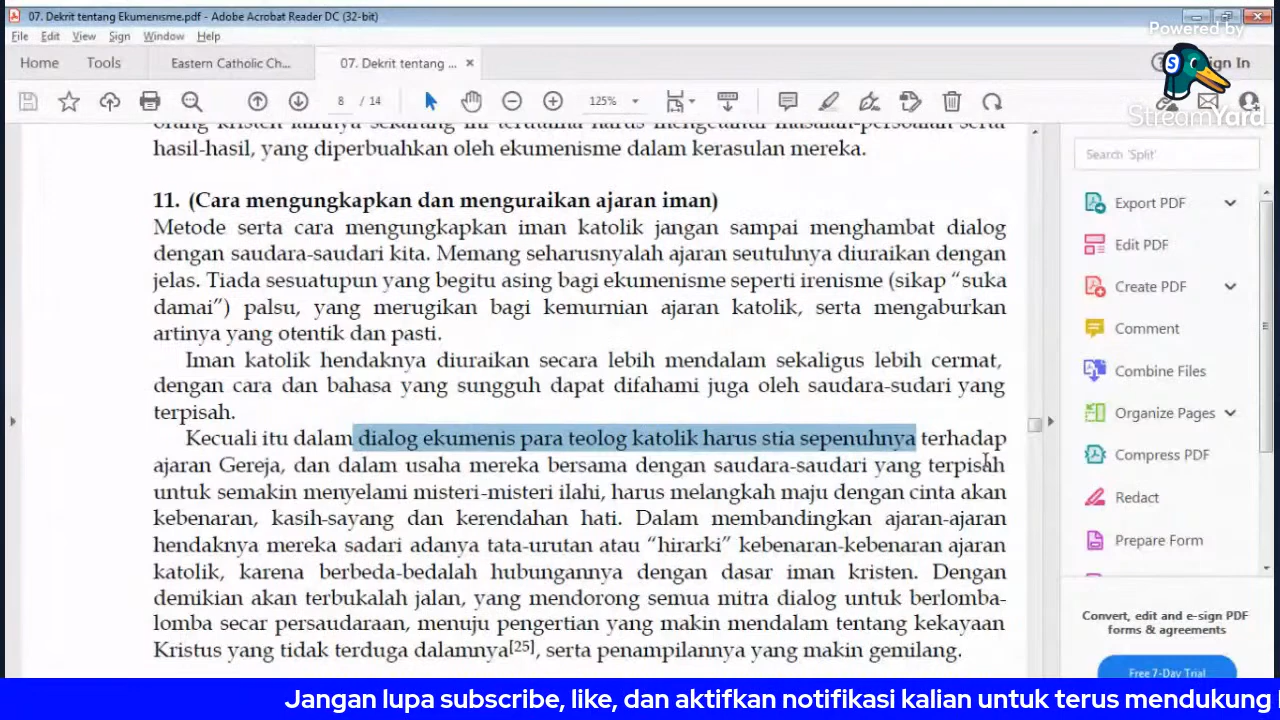 07. Dekrit tentang Ekumenisme.pdf - Adobe Acrobat Reader DC (32-bit)
Powered by
File Edit View Sign Window Help
Home Tools Eastern Catholic Ch... 07. Dekrit tentang ... × Sign In
S
StreamYard
8 / 14 125%
orang kristen lainnya sekarang ini terutama harus mengetahui masalah-persoalan serta
hasil-hasil, yang diperbuahkan oleh ekumenisme dalam kerasulan mereka.
11. (Cara mengungkapkan dan menguraikan ajaran iman)
Metode serta cara mengungkapkan iman katolik jangan sampai menghambat dialog
dengan saudara-saudari kita. Memang seharusnyalah ajaran seutuhnya diuraikan dengan
jelas. Tiada sesuatupun yang begitu asing bagi ekumenisme seperti irenisme (sikap “suka
damai”) palsu, yang merugikan bagi kemurnian ajaran katolik, serta mengaburkan
artinya yang otentik dan pasti.
Iman katolik hendaknya diuraikan secara lebih mendalam sekaligus lebih cermat,
dengan cara dan bahasa yang sungguh dapat difahami juga oleh saudara-sudari yang
terpisah.
Kecuali itu dalam dialog ekumenis para teolog katolik harus stia sepenuhnya terhadap
ajaran Gereja, dan dalam usaha mereka bersama dengan saudara-saudari yang terpisah
untuk semakin menyelami misteri-misteri ilahi, harus melangkah maju dengan cinta akan
kebenaran, kasih-sayang dan kerendahan hati. Dalam membandingkan ajaran-ajaran
hendaknya mereka sadari adanya tata-urutan atau “hirarki” kebenaran-kebenaran ajaran
katolik, karena berbeda-bedalah hubungannya dengan dasar iman kristen. Dengan
demikian akan terbukalah jalan, yang mendorong semua mitra dialog untuk berlomba-
lomba secar persaudaraan, menuju pengertian yang makin mendalam tentang kekayaan
Kristus yang tidak terduga dalamnya[25], serta penampilannya yang makin gemilang.
Search 'Split'
Export PDF
Edit PDF
Create PDF
Comment
Combine Files
Organize Pages
Compress PDF
Redact
Prepare Form
Convert, edit and e-sign PDF
forms & agreements
Free 7-Day Trial
Jangan lupa subscribe, like, dan aktifkan notifikasi kalian untuk terus mendukung